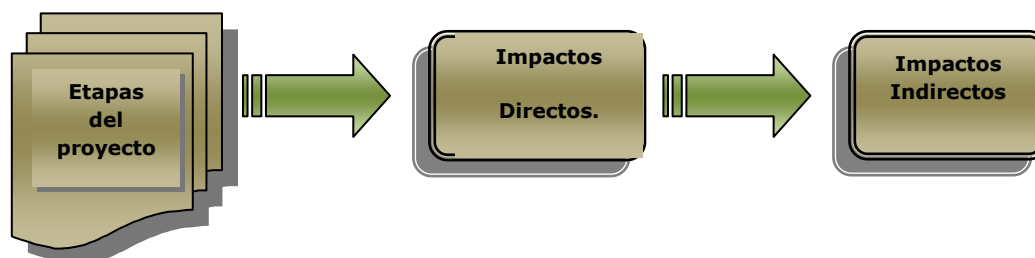 Etapas
del
proyecto
Impactos
Directos.
Impactos
Indirectos